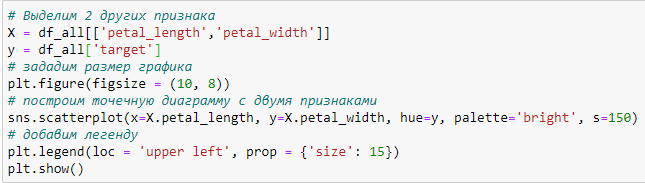 # Выделим 2 других признака
X = df_all[['petal_length','petal_width']]
y = df_all['target']
# зададим размер графика
plt.figure(figsize = (10, 8))
# построим точечную диаграмму с двумя признаками
sns.scatterplot(x=X.petal_length, y=X.petal_width, hue=y, palette='bright', s=150)
# добавим легенду
plt.legend(loc = 'upper left', prop = {'size': 15})
plt.show()